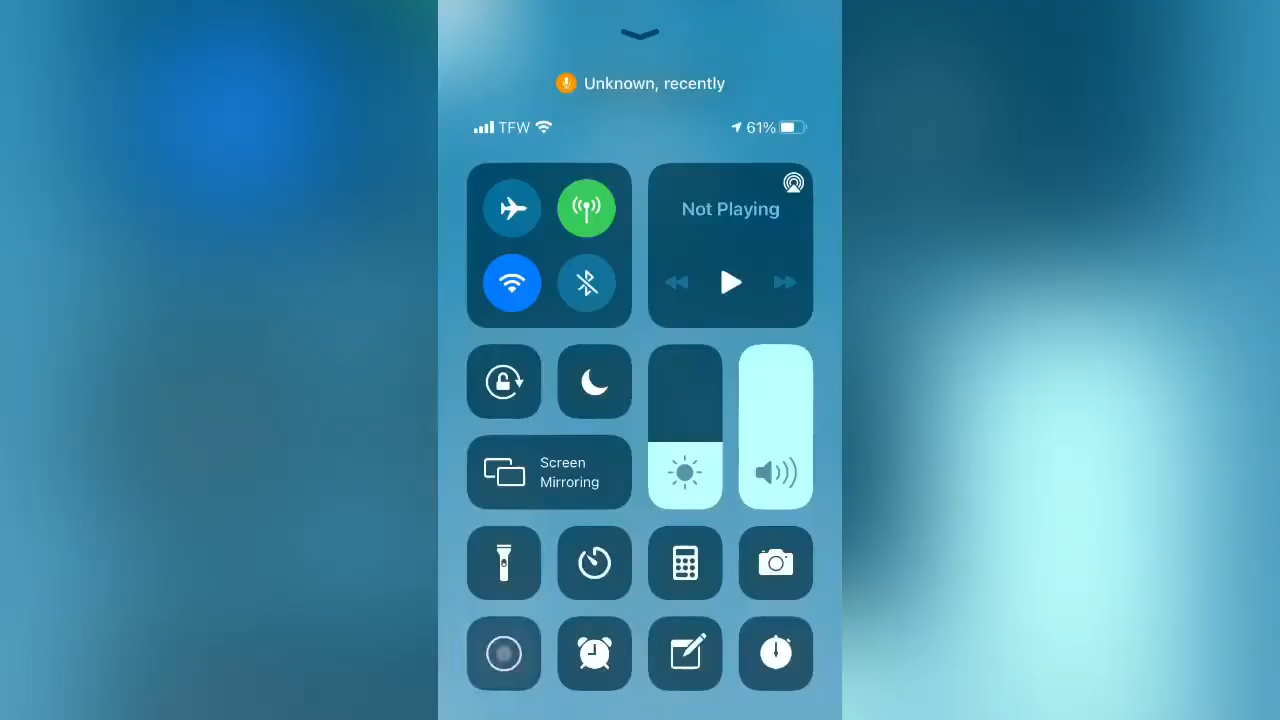 Unknown, recently
TFW
61%
Not Playing
Screen
Mirroring